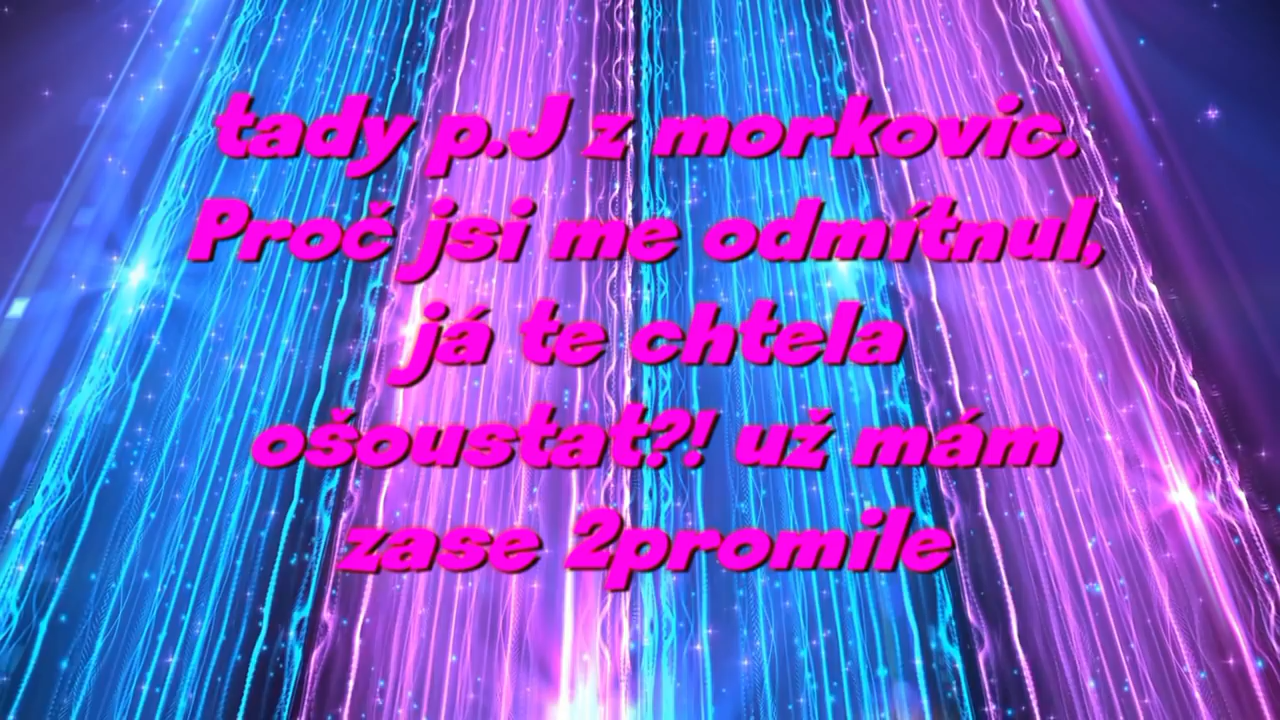 tady p.J z morkovic.
Proč jsi me odmítnul,
já te chtela
ošoustat?! už mám
zase 2promile